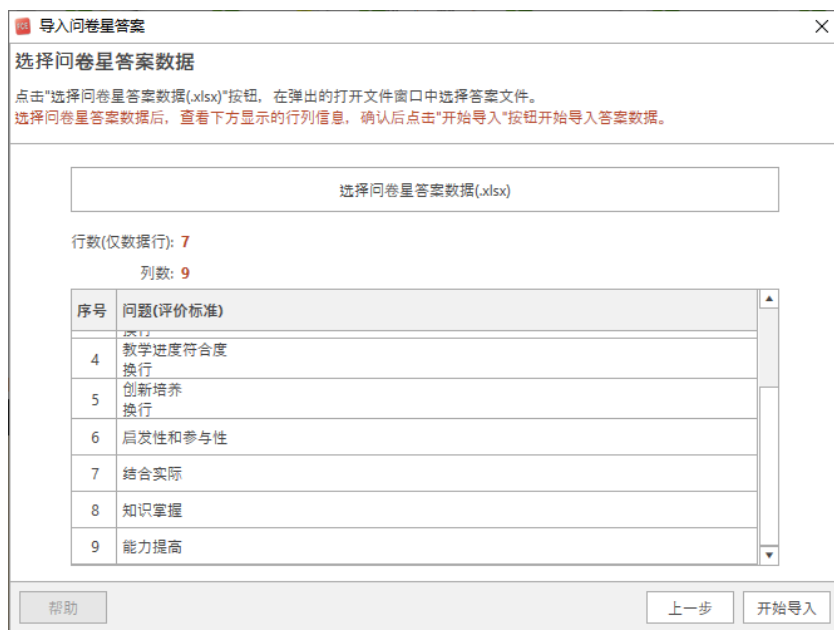 导入问卷星答案
选择问卷星答案数据
点击"选择问卷星答案数据(.xlsx)"按钮，在弹出的打开文件窗口中选择答案文件。
选择问卷星答案数据后，查看下方显示的行列信息，确认后点击"开始导入"按钮开始导入答案数据。
选择问卷星答案数据(.xlsx)
行数(仅数据行): 7
列数: 9
序号 问题(评价标准)
换行
4 教学进度符合度
换行
5 创新培养
换行
6 启发性和参与性
7 结合实际
8 知识掌握
9 能力提高
帮助 上一步 开始导入